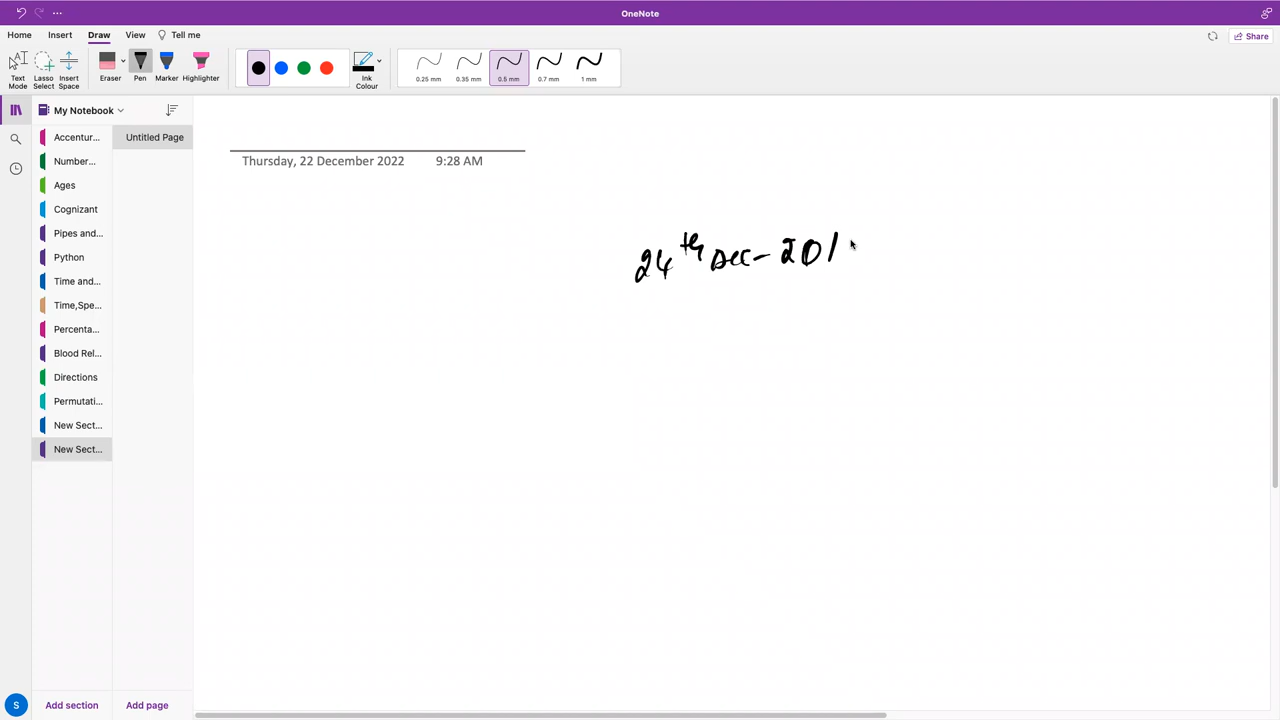 OneNote
Home Insert Draw View Tell me
Share
Text Mode
Lasso Select
Insert Space
Eraser
Pen
Marker
Highlighter
Ink Colour
0.25 mm 0.35 mm 0.5 mm 0.7 mm 1 mm
My Notebook
Accentur...
Number...
Ages
Cognizant
Pipes and...
Python
Time and...
Time,Spe...
Percenta...
Blood Rel...
Directions
Permutati...
New Sect...
New Sect...
Untitled Page
Thursday, 22 December 2022 9:28 AM
24th Dec - 201
S
Add section
Add page